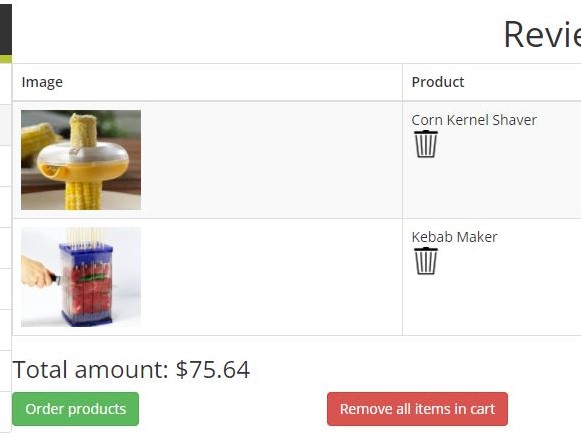 Revie
Image Product
Corn Kernel Shaver
Kebab Maker
Total amount: $75.64
Order products Remove all items in cart